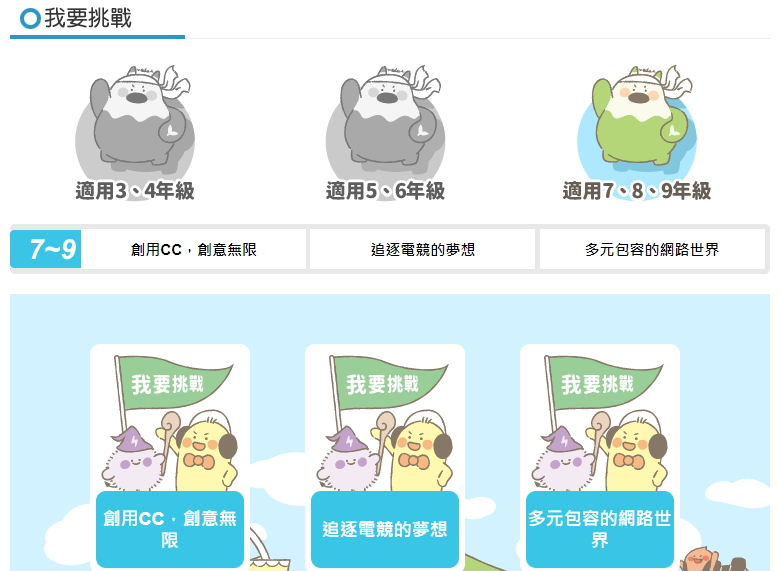 我要挑戰
適用3、4年級
適用5、6年級
適用7、8、9年級
7~9
創用CC，創意無限
追逐電競的夢想
多元包容的網路世界
我要挑戰
我要挑戰
我要挑戰
創用CC，創意無
限
追逐電競的夢想
多元包容的網路世
界